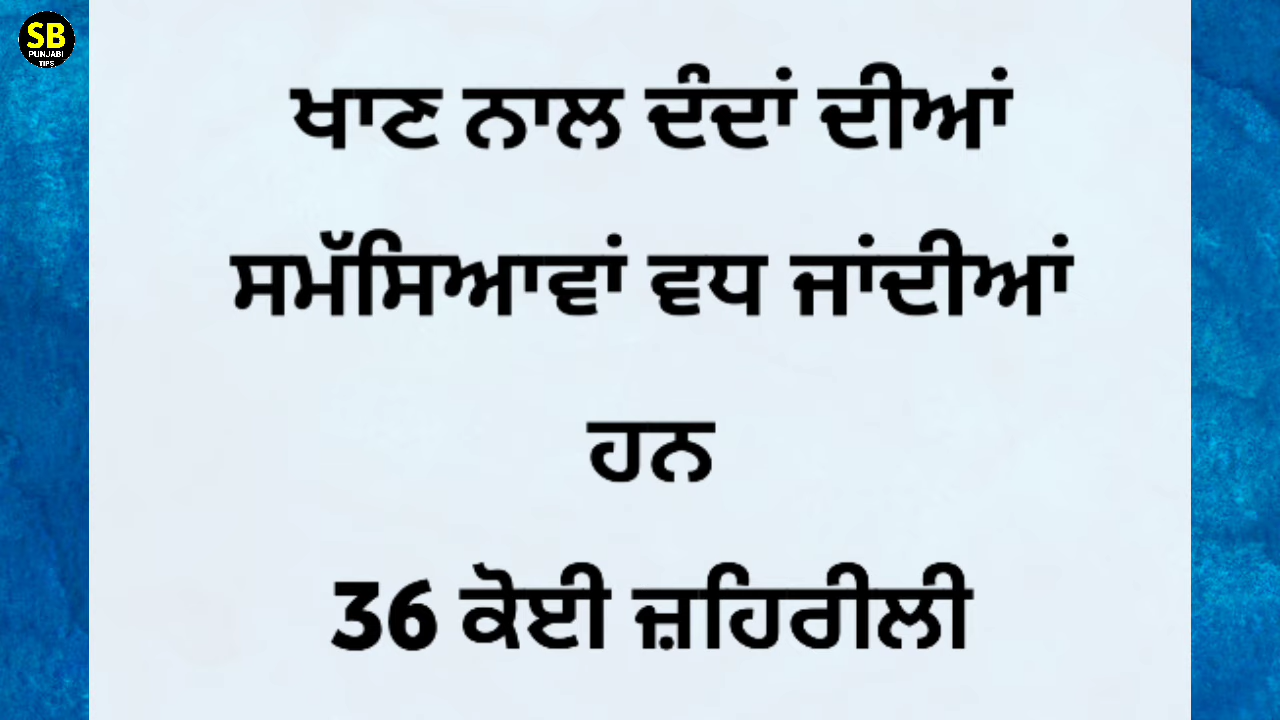 SB
PUNJABI
TIPS
ਖਾਣ ਨਾਲ ਦੰਦਾਂ ਦੀਆਂ
ਸਮੱਸਿਆਵਾਂ ਵਧ ਜਾਂਦੀਆਂ
ਹਨ
36 ਕੋਈ ਜ਼ਹਿਰੀਲੀ